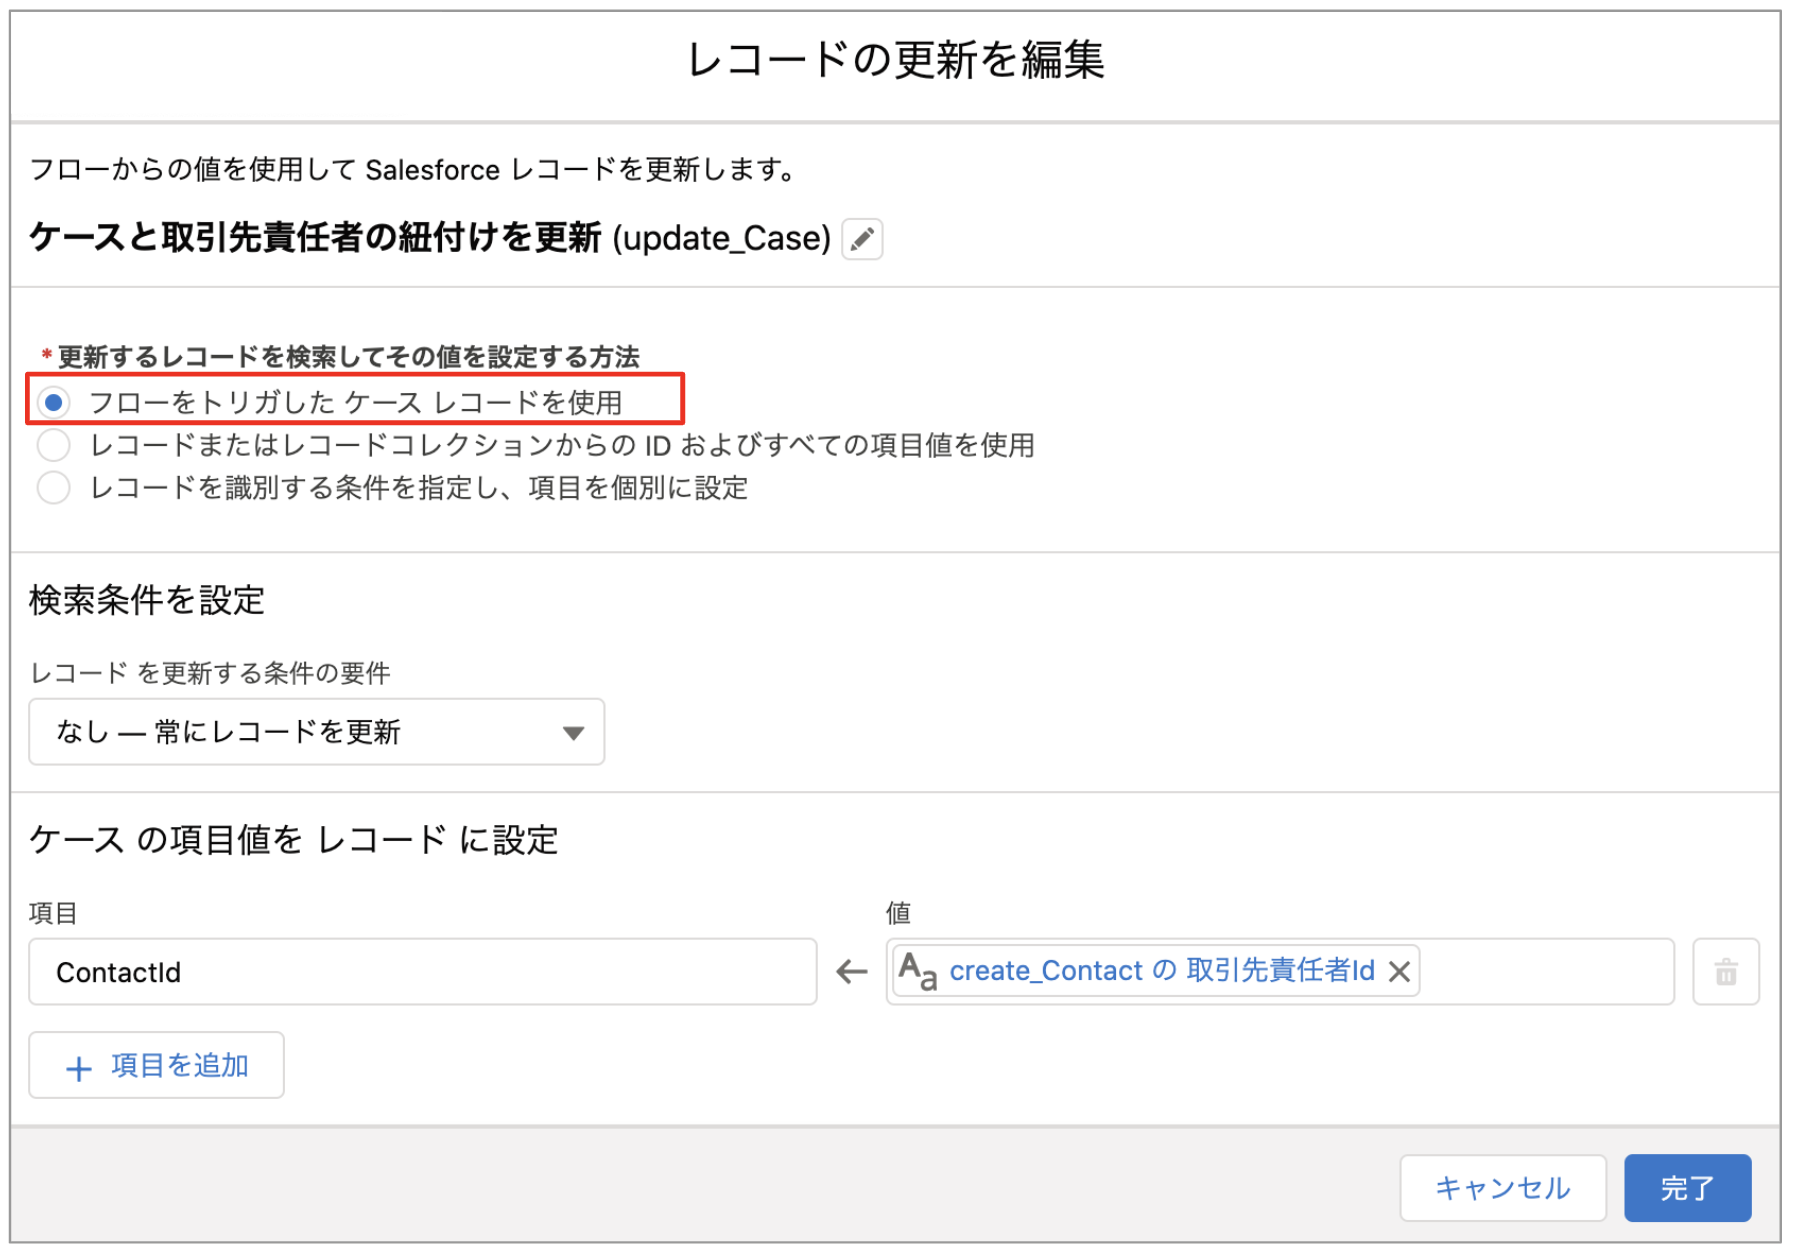 レコードの更新を編集
フローからの値を使用して Salesforce レコードを更新します。
ケースと取引先責任者の紐付けを更新 (update_Case)
* 更新するレコードを検索してその値を設定する方法
フローをトリガした ケース レコードを使用
レコードまたはレコードコレクションからの ID およびすべての項目値を使用
レコードを識別する条件を指定し、項目を個別に設定
検索条件を設定
レコード を更新する条件の要件
なし — 常にレコードを更新
ケース の項目値を レコード に設定
項目 値
ContactId ← Aa create_Contact の 取引先責任者Id ×
+ 項目を追加
キャンセル 完了